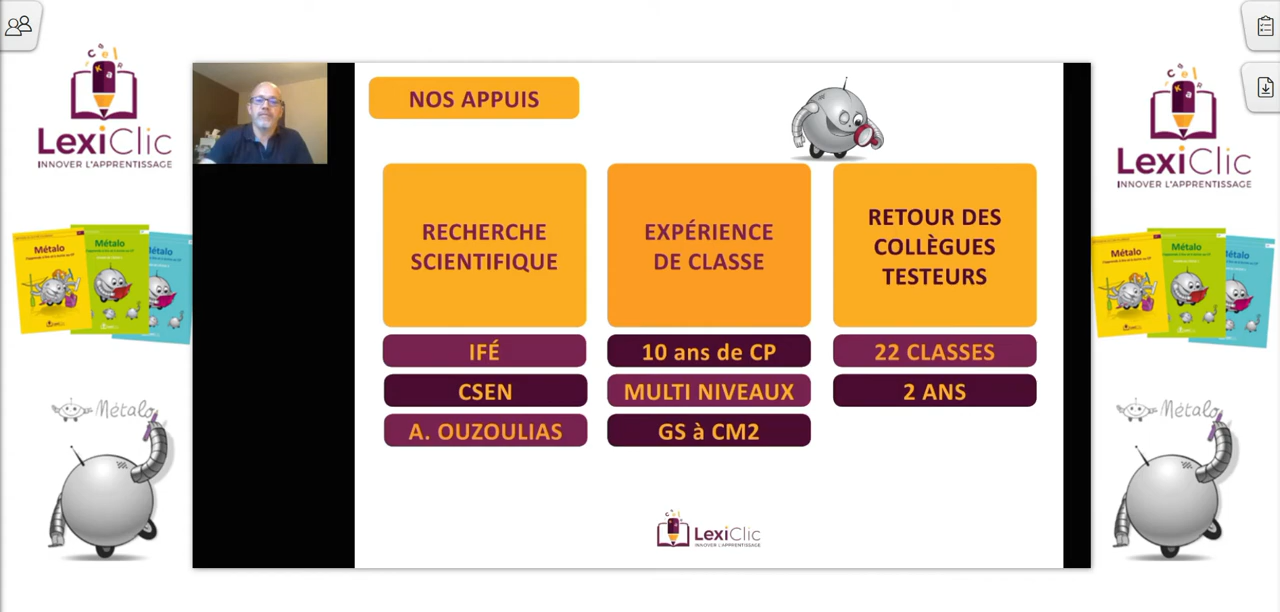 LexiClic
INNOVER L'APPRENTISSAGE
Métalo
Métalo
Métalo
NOS APPUIS
RECHERCHE
SCIENTIFIQUE
IFÉ
CSEN
A. OUZOULIAS
EXPÉRIENCE
DE CLASSE
10 ans de CP
MULTI NIVEAUX
GS à CM2
RETOUR DES
COLLÈGUES
TESTEURS
22 CLASSES
2 ANS
LexiClic
INNOVER L'APPRENTISSAGE
LexiClic
INNOVER L'APPRENTISSAGE
Métalo
Métalo
Métalo